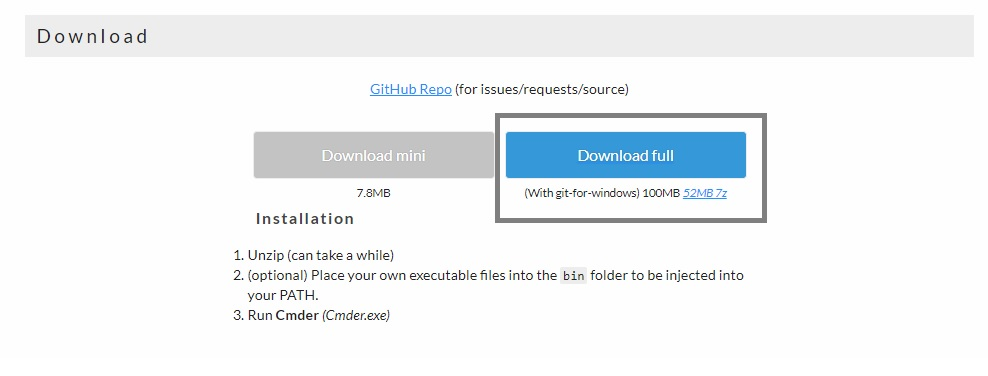 Download
GitHub Repo (for issues/requests/source)
Download mini
Download full
7.8MB
(With git-for-windows) 100MB 52MB 7z
Installation
1. Unzip (can take a while)
2. (optional) Place your own executable files into the bin folder to be injected into
your PATH.
3. Run Cmder (Cmder.exe)